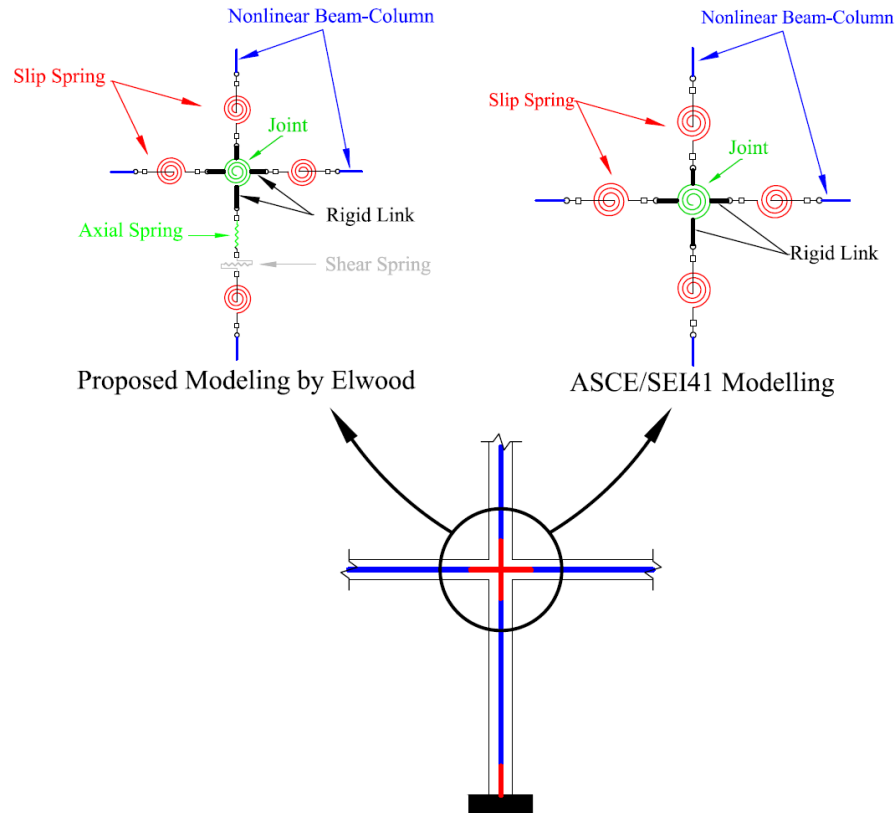 Nonlinear Beam-Column
Slip Spring
Joint
Rigid Link
Axial Spring
Shear Spring
Proposed Modeling by Elwood
Nonlinear Beam-Column
Slip Spring
Joint
Rigid Link
ASCE/SEI41 Modelling